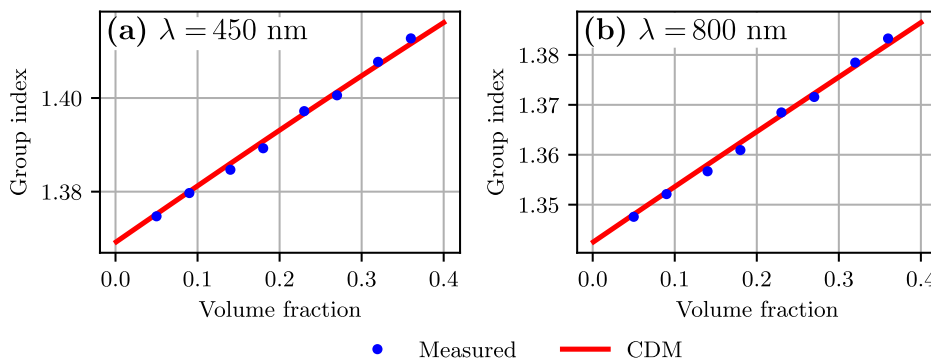 (a) λ = 450 nm
Group index
1.40
1.38
0.0 0.1 0.2 0.3 0.4
Volume fraction
(b) λ = 800 nm
Group index
1.38
1.37
1.36
1.35
0.0 0.1 0.2 0.3 0.4
Volume fraction
Measured CDM